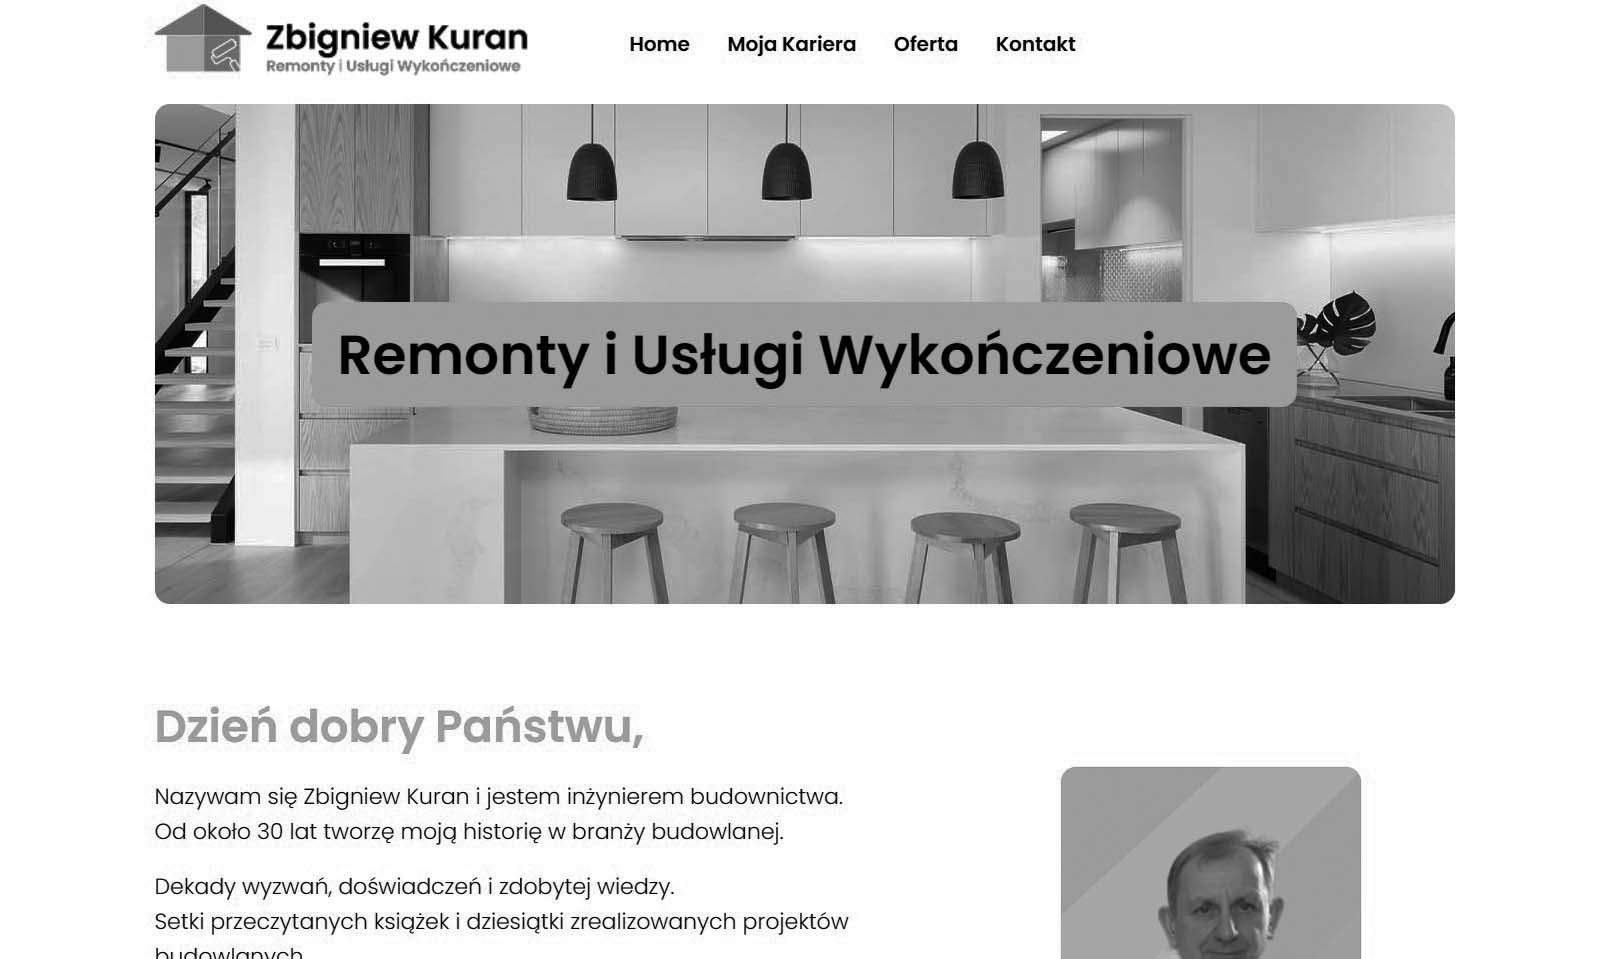 Zbigniew Kuran
Remonty i Usługi Wykończeniowe
Home Moja Kariera Oferta Kontakt
Remonty i Usługi Wykończeniowe
Dzień dobry Państwu,
Nazywam się Zbigniew Kuran i jestem inżynierem budownictwa.
Od około 30 lat tworzę moją historię w branży budowlanej.
Dekady wyzwań, doświadczeń i zdobytej wiedzy.
Setki przeczytanych książek i dziesiątki zrealizowanych projektów
budowlanych